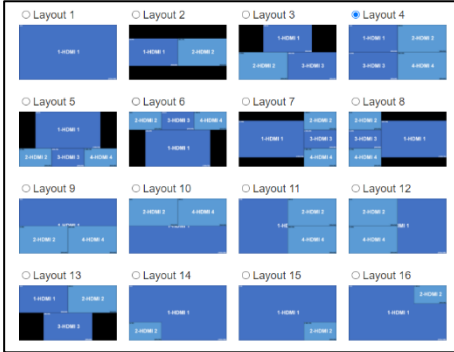 Layout 1 Layout 2 Layout 3 Layout 4
1-HDMI 1
1-HDMI 1 2-HDMI 2
1-HDMI 1
2-HDMI 2 3-HDMI 3
1-HDMI 1 2-HDMI 2
3-HDMI 3 4-HDMI 4
Layout 5 Layout 6 Layout 7 Layout 8
1-HDMI 1
2-HDMI 2 3-HDMI 3 4-HDMI 4
2-HDMI 2 3-HDMI 3 4-HDMI 4
1-HDMI 1
2-HDMI 2
1-HDMI 1 3-HDMI 3
4-HDMI 4
2-HDMI 2
3-HDMI 3 1-HDMI 1
4-HDMI 4
Layout 9 Layout 10 Layout 11 Layout 12
2-HDMI 2 4-HDMI 4
2-HDMI 2 4-HDMI 4
2-HDMI 2
4-HDMI 4
2-HDMI 2
4-HDMI 4
Layout 13 Layout 14 Layout 15 Layout 16
1-HDMI 1 2-HDMI 2
3-HDMI 3
1-HDMI 1
2-HDMI 2
1-HDMI 1
2-HDMI 2
2-HDMI 2
1-HDMI 1